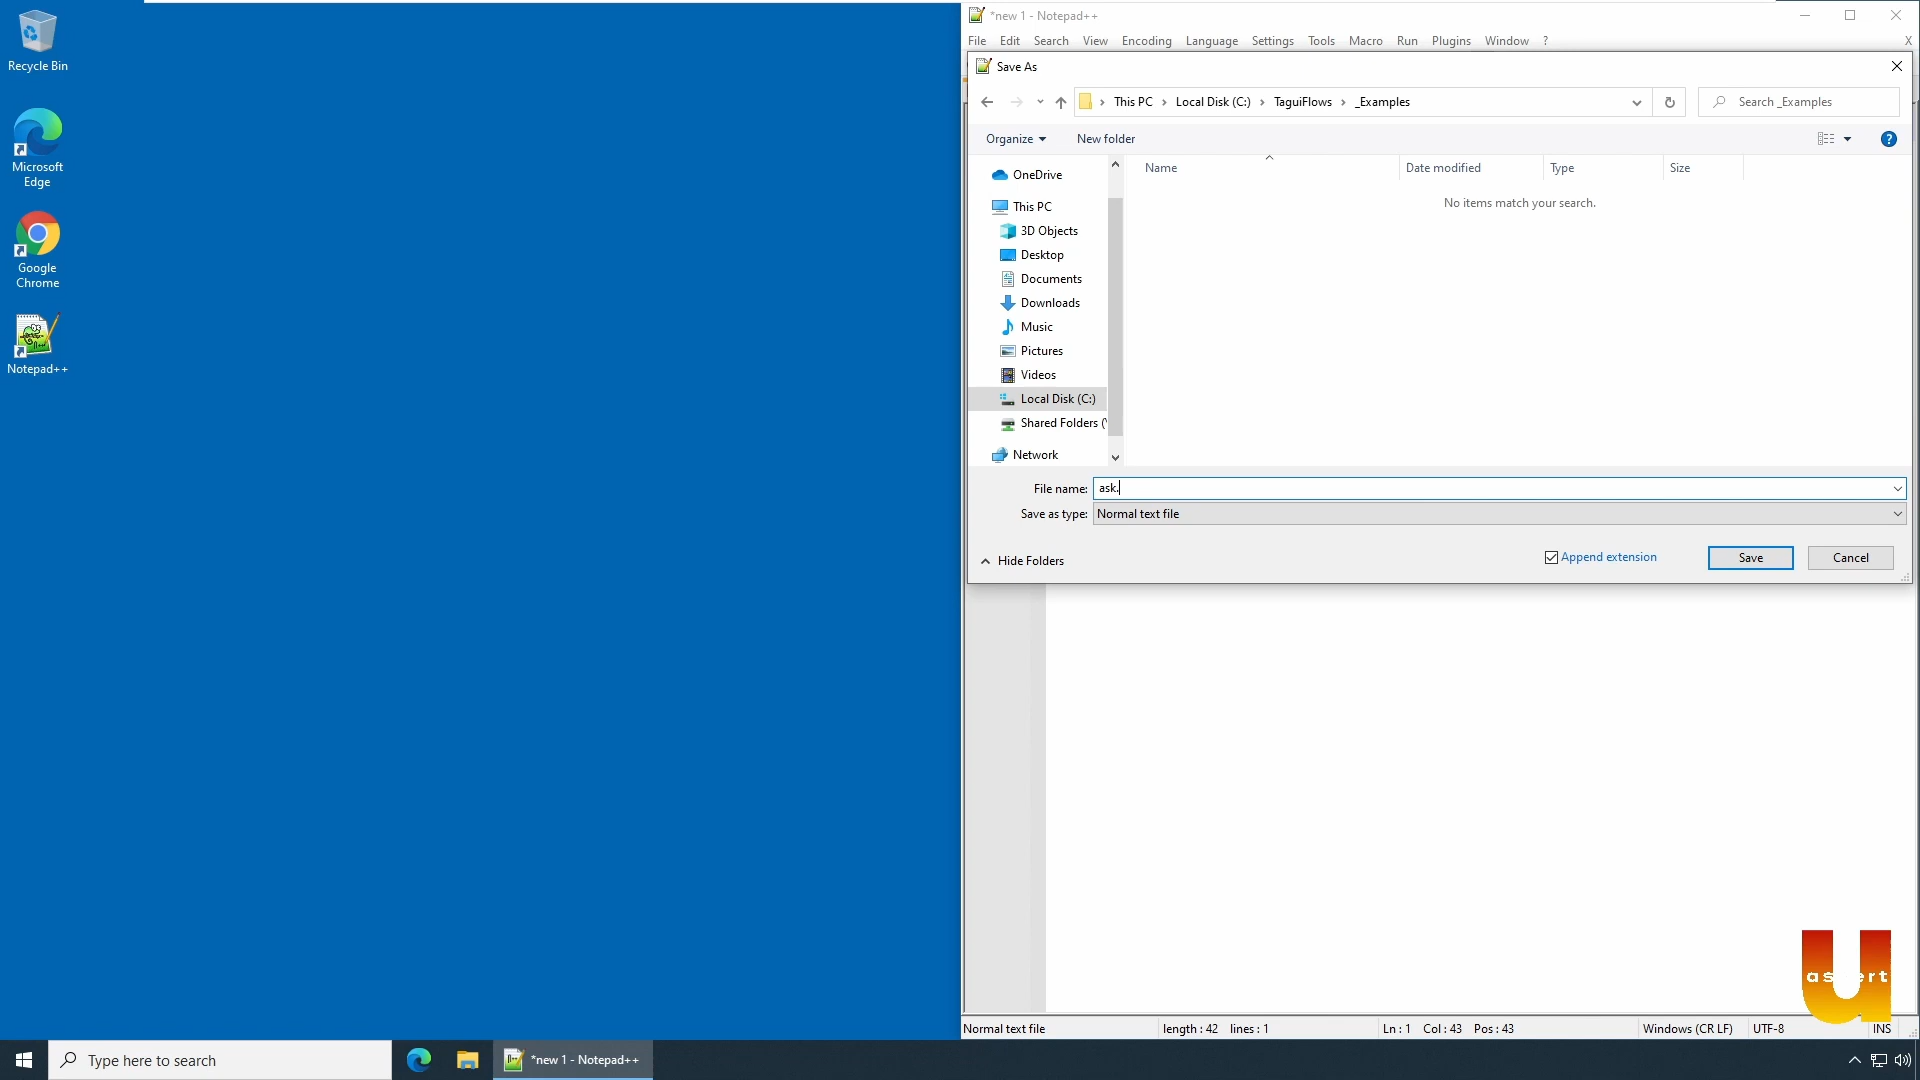 Recycle Bin
Microsoft
Edge
Google
Chrome
Notepad++
*new 1 - Notepad++
File Edit Search View Encoding Language Settings Tools Macro Run Plugins Window ? X
Save As
This PC Local Disk (C:) TaguiFlows _Examples
Search _Examples
Organize New folder
Name Date modified Type Size
No items match your search.
OneDrive
This PC
3D Objects
Desktop
Documents
Downloads
Music
Pictures
Videos
Local Disk (C:)
Shared Folders (
Network
File name: ask.
Save as type: Normal text file
Hide Folders
Append extension
Save Cancel
Normal text file length : 42 lines : 1 Ln : 1 Col : 43 Pos : 43 Windows (CR LF) UTF-8 INS
Type here to search
*new 1 - Notepad++